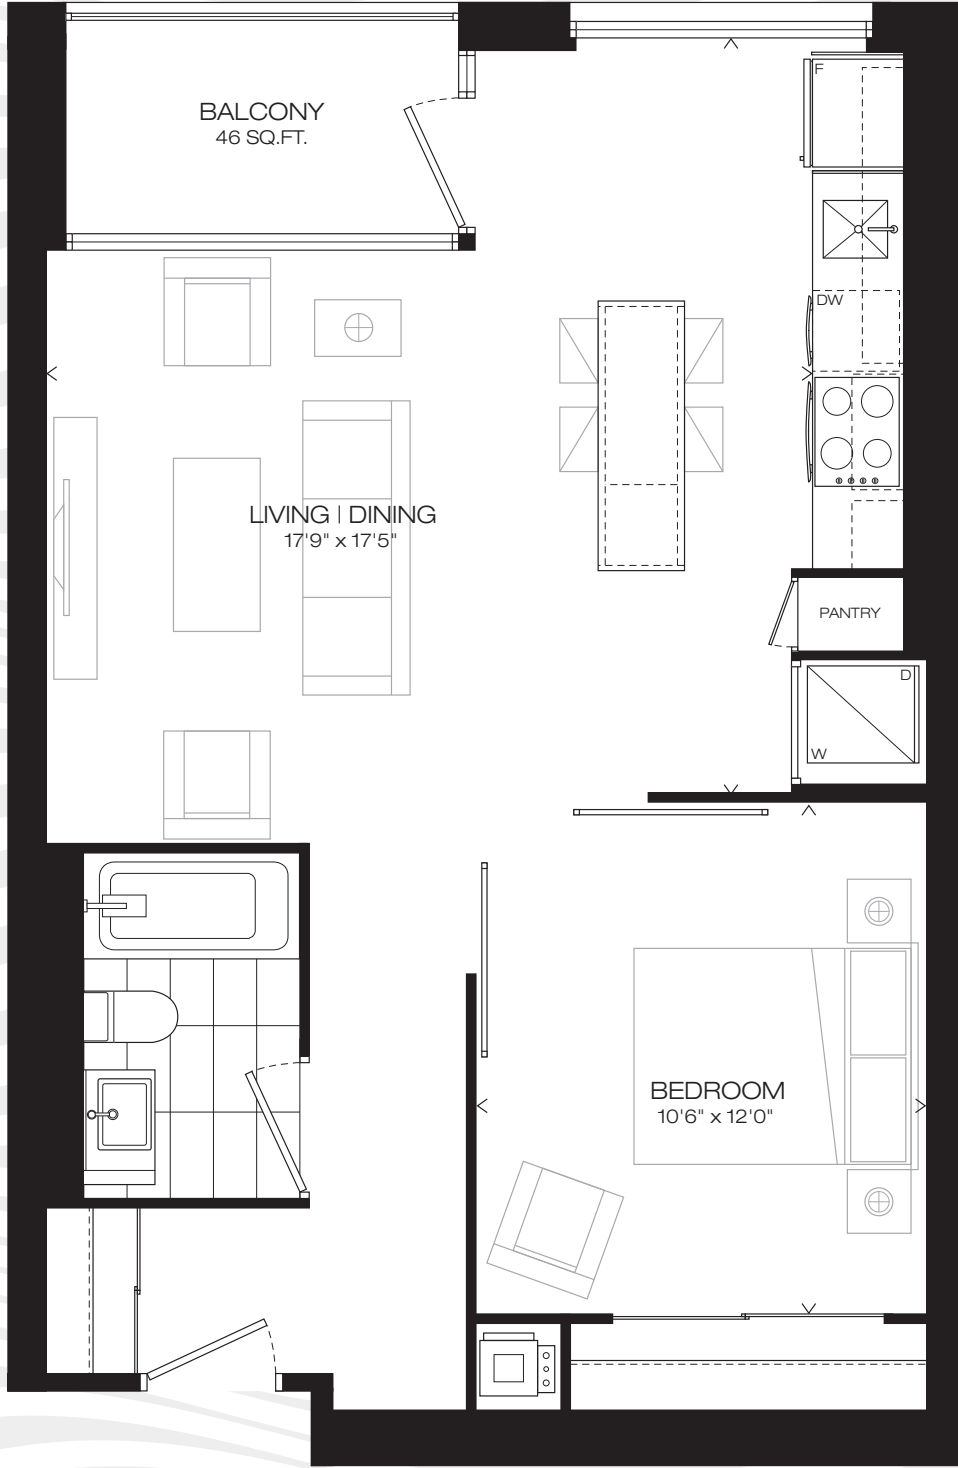 BALCONY
46 SQ.FT.
F
DW
LIVING | DINING
17'9" x 17'5"
PANTRY
D
W
BEDROOM
10'6" x 12'0"